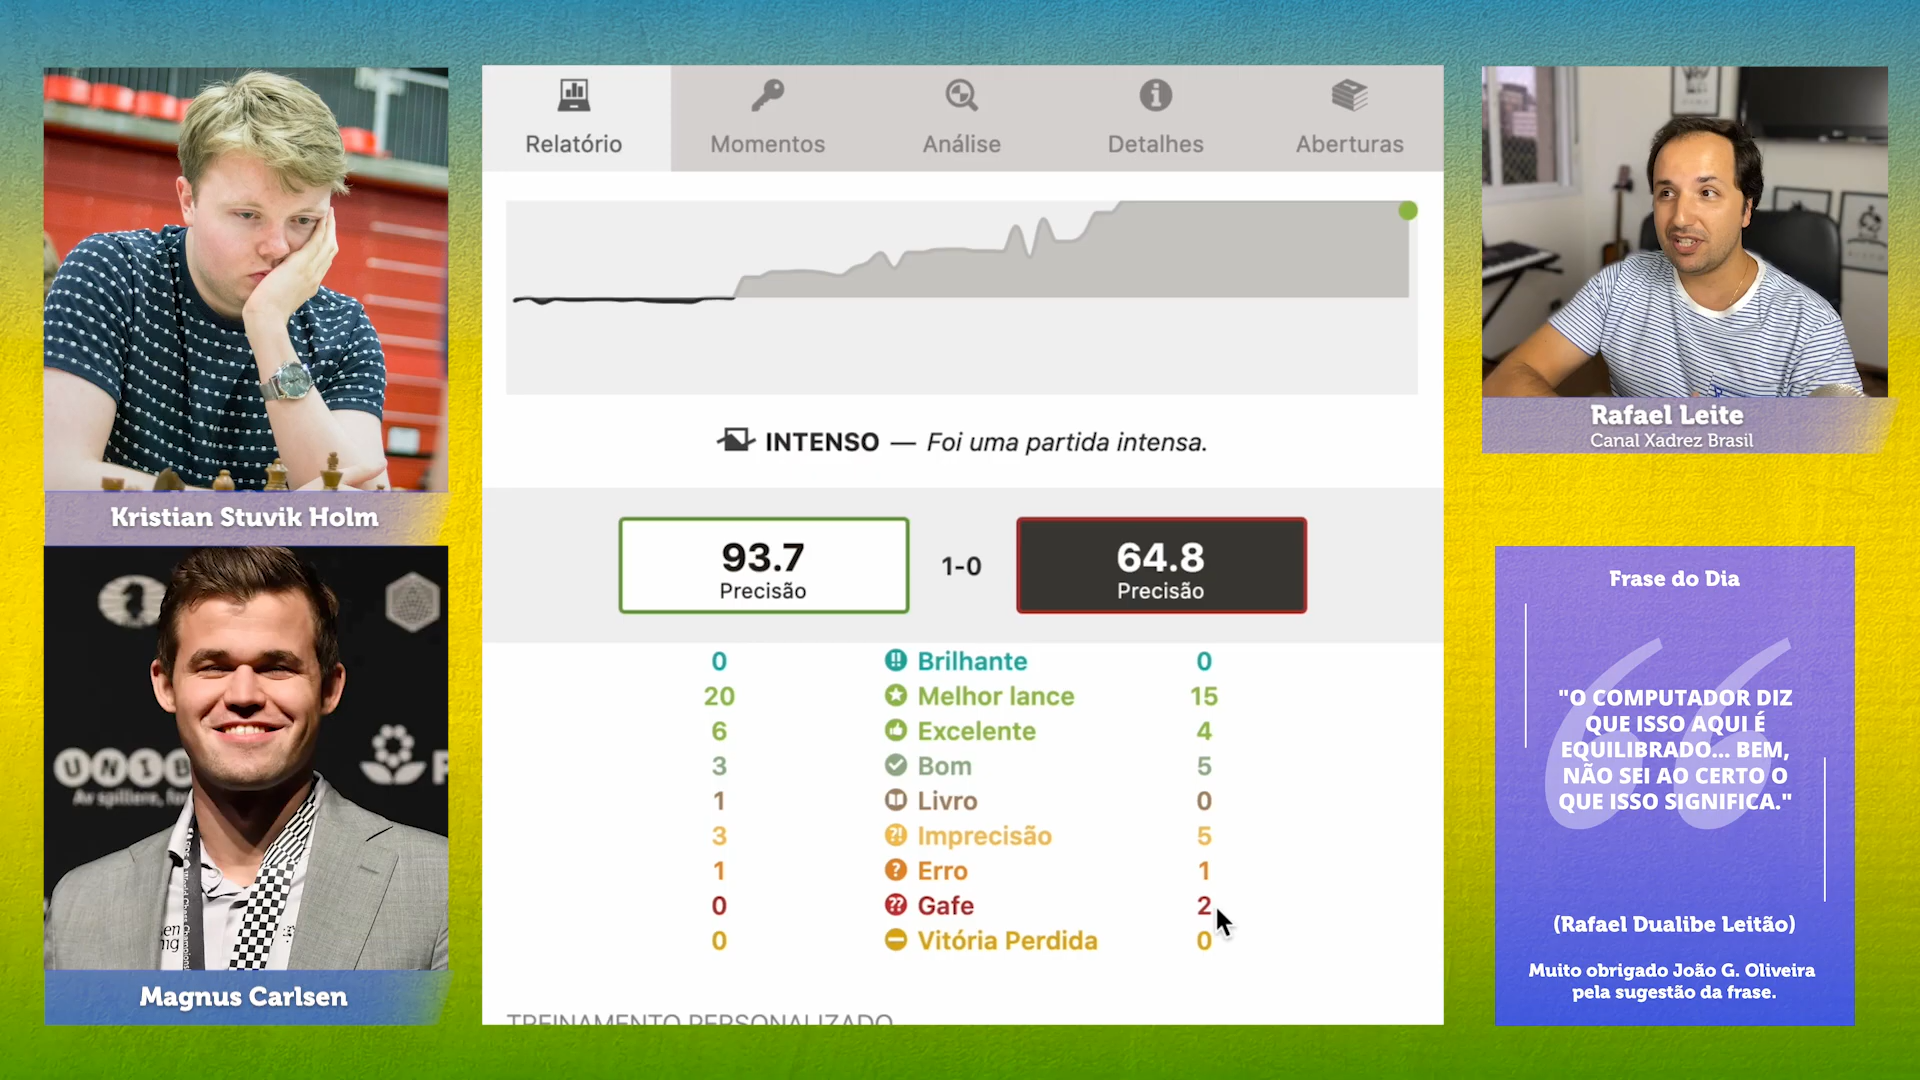 Kristian Stuvik Holm
UNIB
Magnus Carlsen
Relatório
Momentos
Análise
Detalhes
Aberturas
INTENSO — Foi uma partida intensa.
93.7
Precisão
1-0
64.8
Precisão
0 Brilhante 0
20 Melhor lance 15
6 Excelente 4
3 Bom 5
1 Livro 0
3 Imprecisão 5
1 Erro 1
0 Gafe 2
0 Vitória Perdida 0
TREINAMENTO PERSONALIZADO
Rafael Leite
Canal Xadrez Brasil
Frase do Dia
"O COMPUTADOR DIZ
QUE ISSO AQUI É
EQUILIBRADO... BEM,
NÃO SEI AO CERTO O
QUE ISSO SIGNIFICA."
(Rafael Dualibe Leitão)
Muito obrigado João G. Oliveira
pela sugestão da frase.